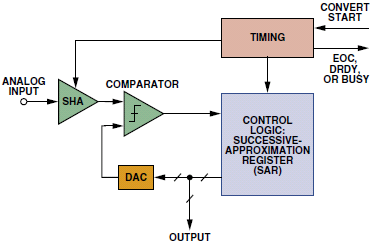 CONVERT
START
TIMING
EOC,
DRDY,
OR BUSY
ANALOG
INPUT
SHA
COMPARATOR
CONTROL
LOGIC:
SUCCESSIVE-
APPROXIMATION
REGISTER
(SAR)
DAC
OUTPUT